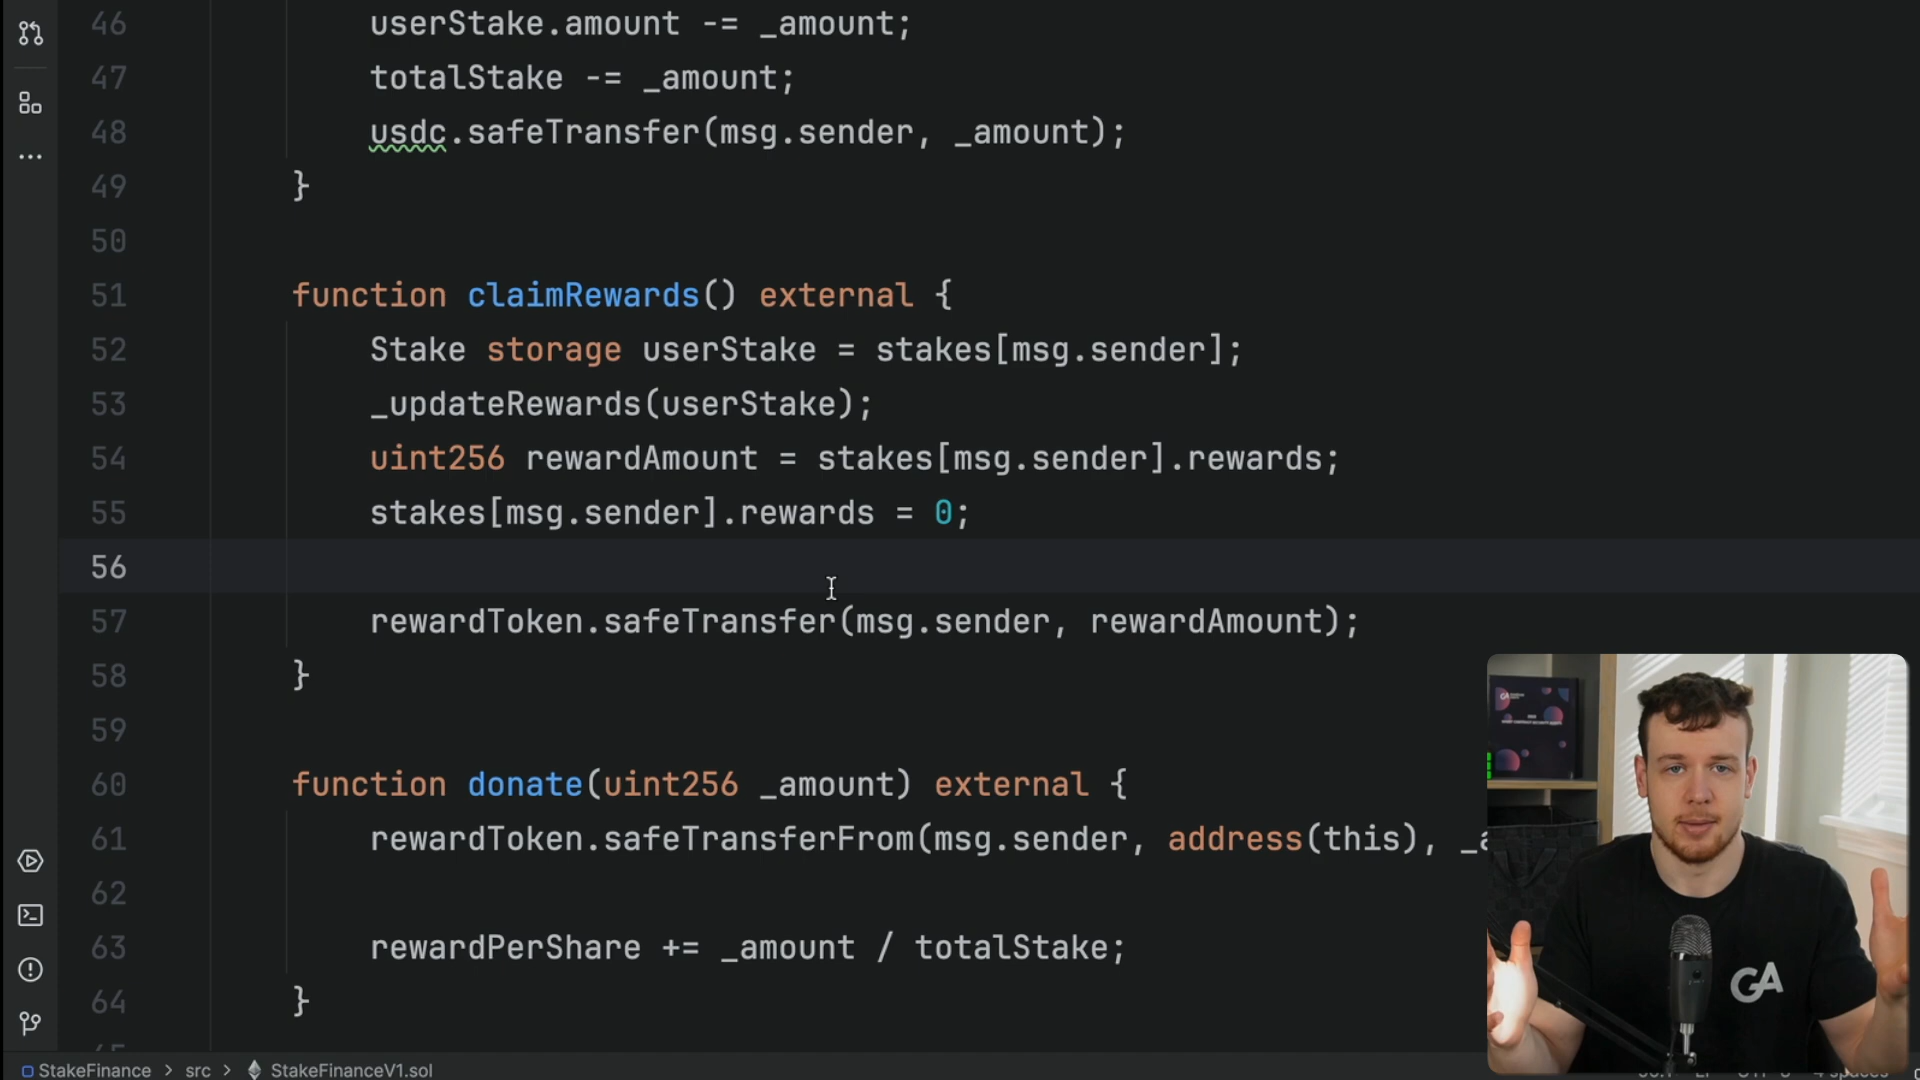 46 userStake.amount -= _amount;
47 totalStake -= _amount;
48 usdc.safeTransfer(msg.sender, _amount);
49 }
50
51 function claimRewards() external {
52 Stake storage userStake = stakes[msg.sender];
53 _updateRewards(userStake);
54 uint256 rewardAmount = stakes[msg.sender].rewards;
55 stakes[msg.sender].rewards = 0;
56
57 rewardToken.safeTransfer(msg.sender, rewardAmount);
58 }
59
60 function donate(uint256 _amount) external {
61 rewardToken.safeTransferFrom(msg.sender, address(this), _a
62
63 rewardPerShare += _amount / totalStake;
64 }
StakeFinance > src > StakeFinanceV1.sol
GA